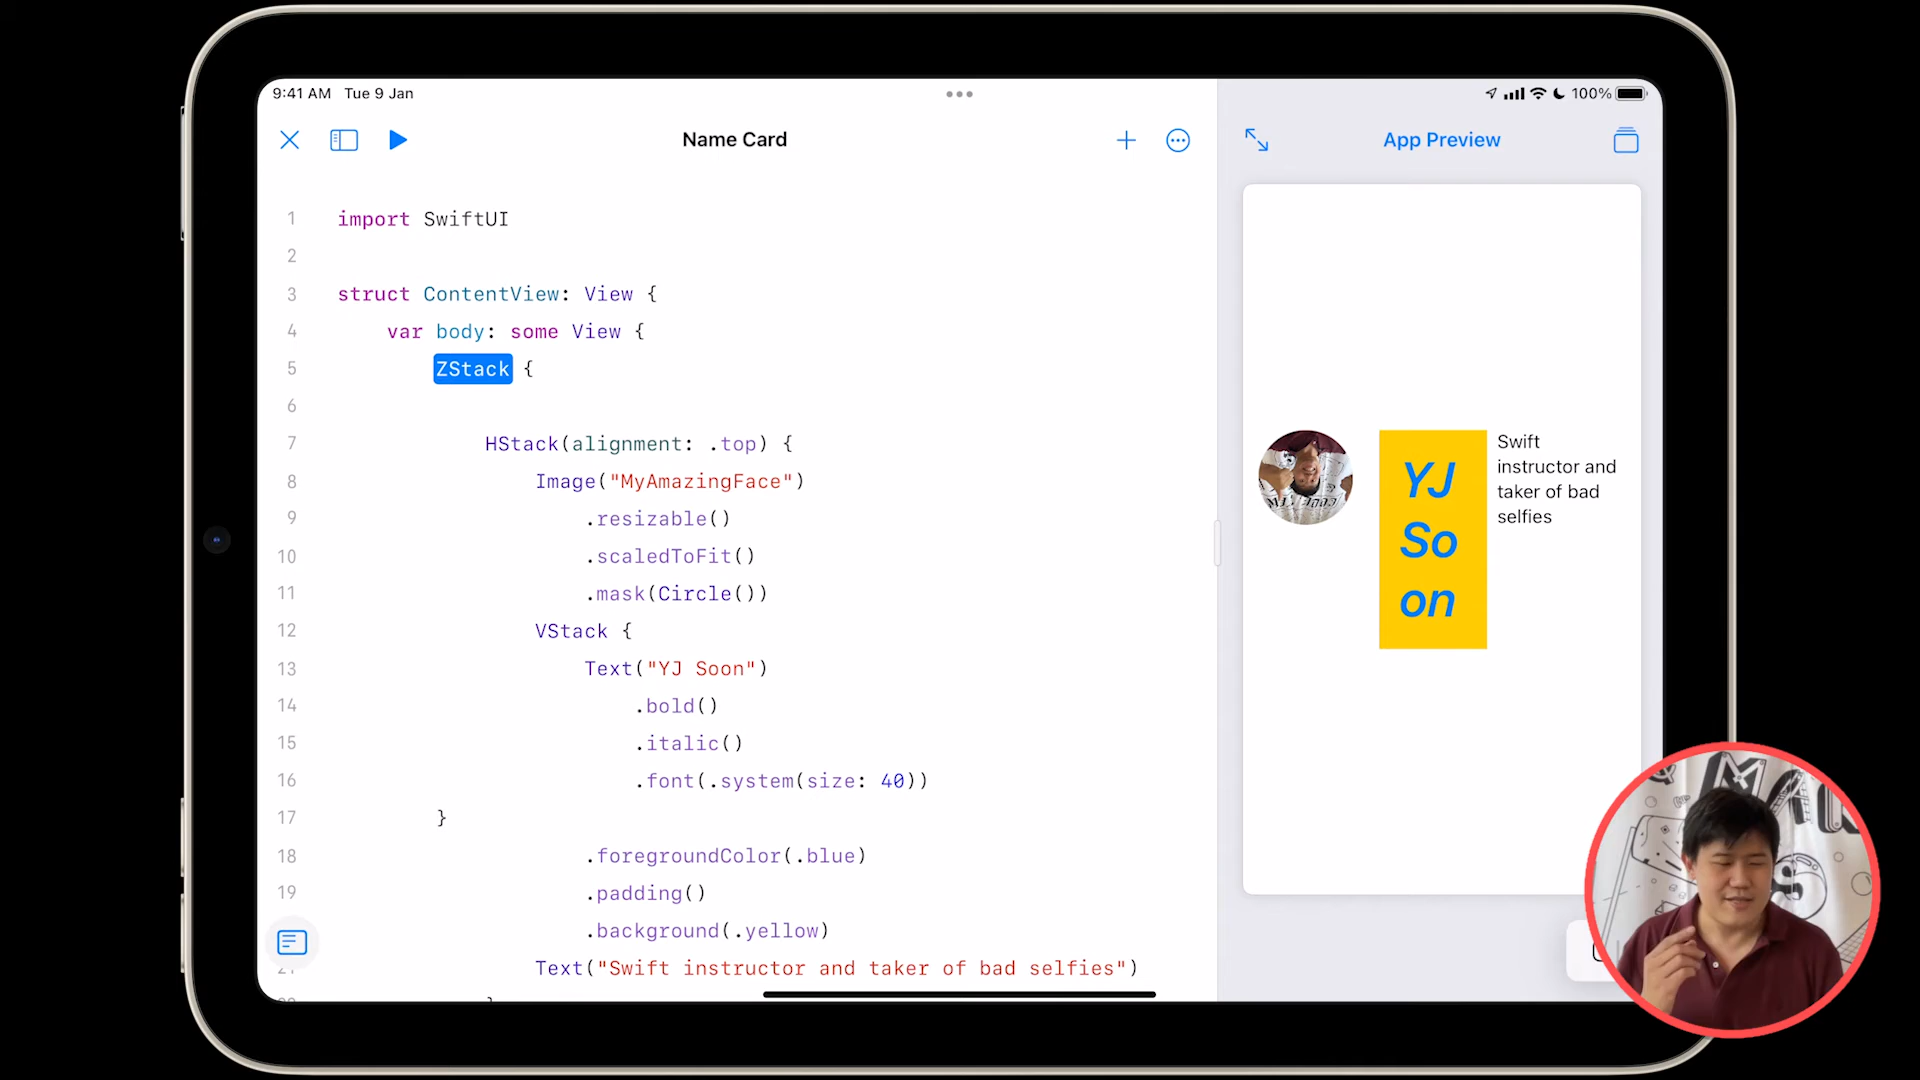 9:41 AM Tue 9 Jan
100%
Name Card
App Preview
1 import SwiftUI
2
3 struct ContentView: View {
4 var body: some View {
5 ZStack {
6
7 HStack(alignment: .top) {
8 Image("MyAmazingFace")
9 .resizable()
10 .scaledToFit()
11 .mask(Circle())
12 VStack {
13 Text("YJ Soon")
14 .bold()
15 .italic()
16 .font(.system(size: 40))
17 }
18 .foregroundColor(.blue)
19 .padding()
.background(.yellow)
Text("Swift instructor and taker of bad selfies")
YJ
So
on
Swift
instructor and
taker of bad
selfies